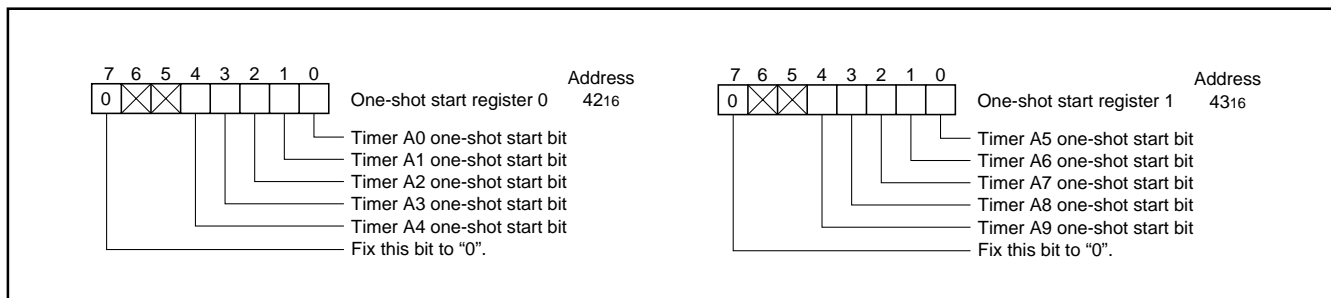 7 6 5 4 3 2 1 0
Address
0 One-shot start register 0 4216
Timer A0 one-shot start bit
Timer A1 one-shot start bit
Timer A2 one-shot start bit
Timer A3 one-shot start bit
Timer A4 one-shot start bit
Fix this bit to “0”.
7 6 5 4 3 2 1 0
Address
0 One-shot start register 1 4316
Timer A5 one-shot start bit
Timer A6 one-shot start bit
Timer A7 one-shot start bit
Timer A8 one-shot start bit
Timer A9 one-shot start bit
Fix this bit to “0”.